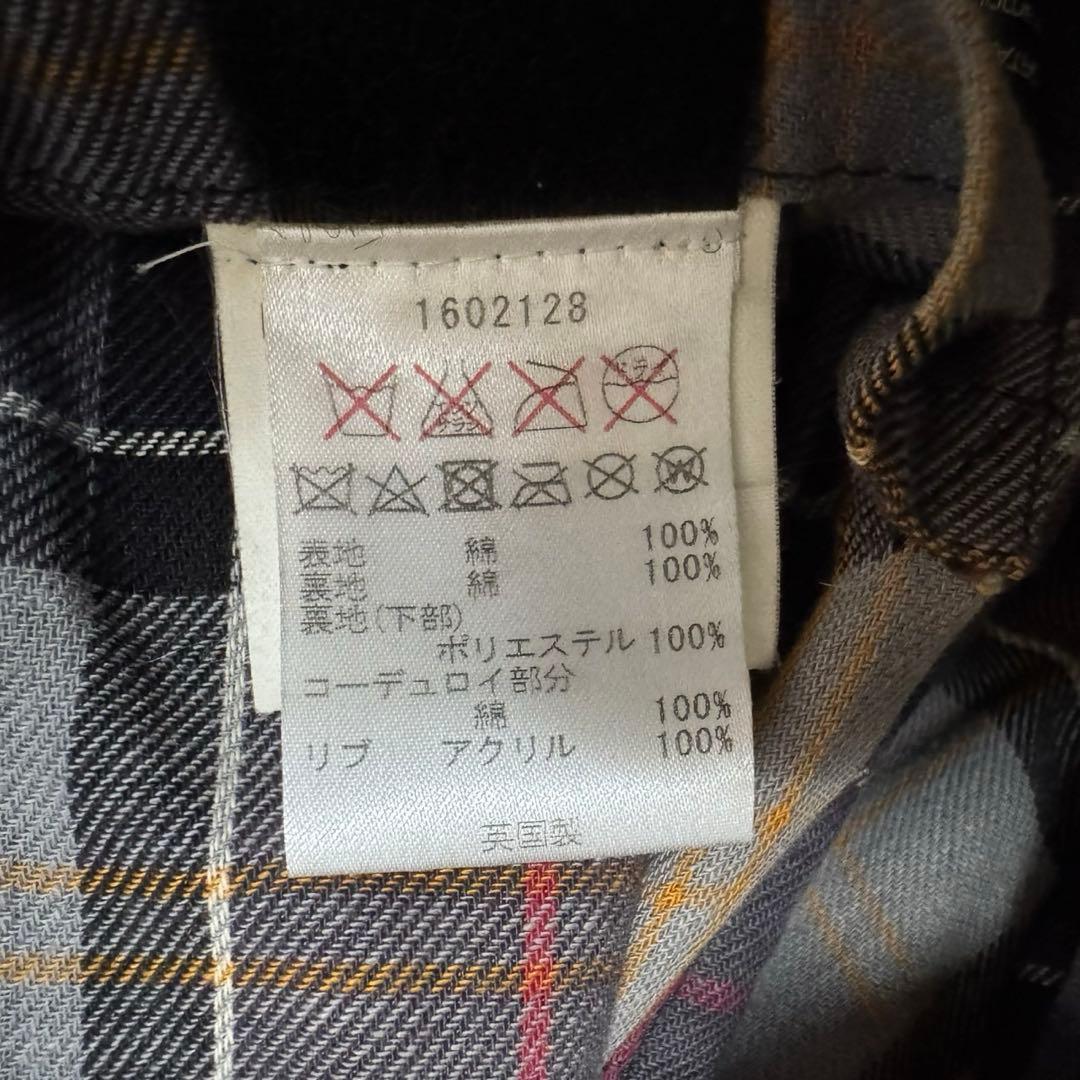 1602128
表地 綿 100%
裏地 綿 100%
裏地(下部)
ポリエステル 100%
コーデュロイ部分
綿 100%
リブ アクリル 100%
英国製